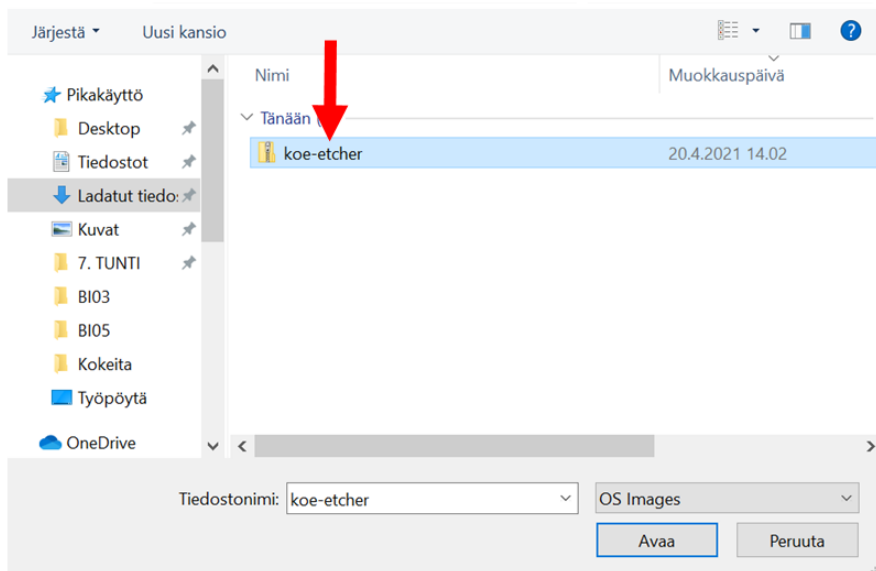 Järjestä
Uusi kansio
?
Pikakäyttö
Desktop
Tiedostot
Ladatut tiedo
Kuvat
7. TUNTI
BI03
BI05
Kokeita
Työpöytä
OneDrive
Nimi
Muokkauspäivä
Tänään (
koe-etcher
20.4.2021 14.02
Tiedostonimi:
koe-etcher
OS Images
Avaa
Peruuta